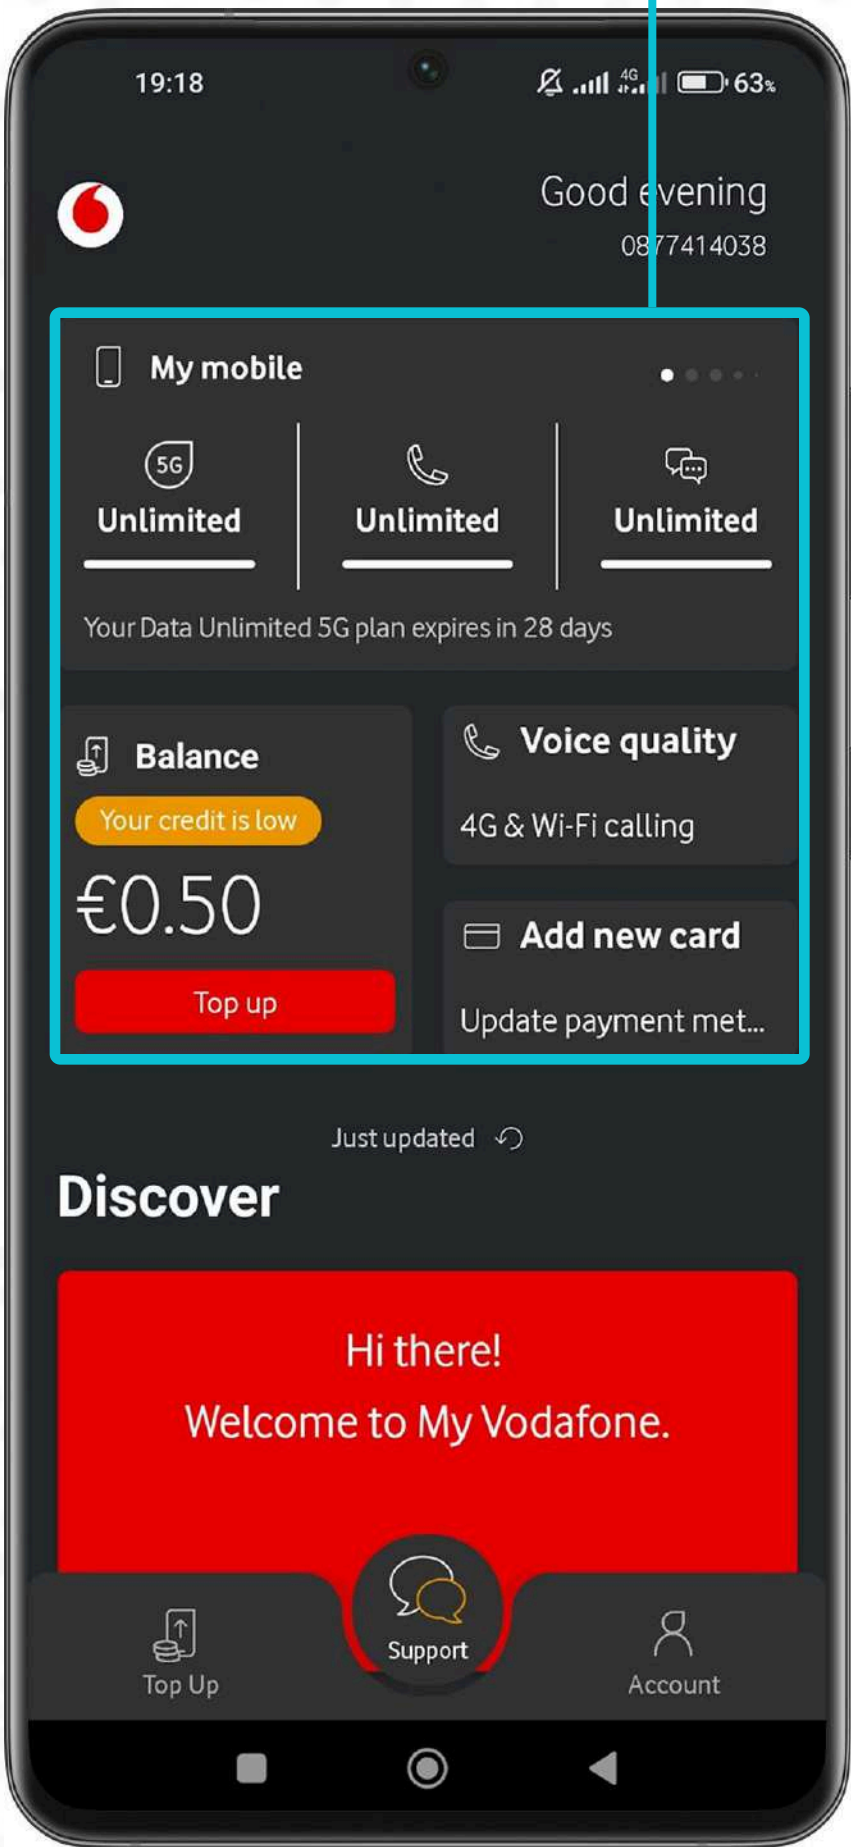 19:18
4G
63%
Good evening
0877414038
My mobile
5G
Unlimited
Unlimited
Unlimited
Your Data Unlimited 5G plan expires in 28 days
Balance
Your credit is low
€0.50
Top up
Voice quality
4G & Wi-Fi calling
Add new card
Update payment met...
Just updated
Discover
Hi there!
Welcome to My Vodafone.
Top Up
Support
Account